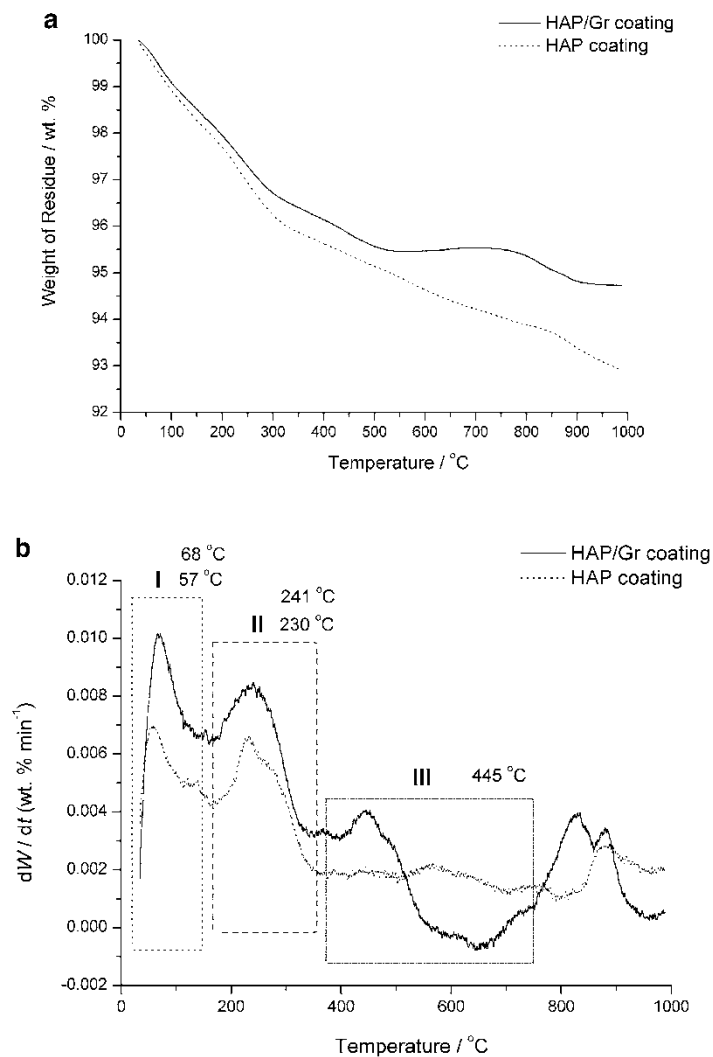 a
HAP/Gr coating
HAP coating
100
99
98
97
96
95
94
93
92
Weight of Residue / wt. %
0 100 200 300 400 500 600 700 800 900 1000
Temperature / °C
b
HAP/Gr coating
HAP coating
68 °C
I 57 °C
241 °C
II 230 °C
III 445 °C
0.012
0.010
0.008
0.006
0.004
0.002
0.000
-0.002
dW / dt (wt. % min⁻¹)
0 200 400 600 800 1000
Temperature / °C